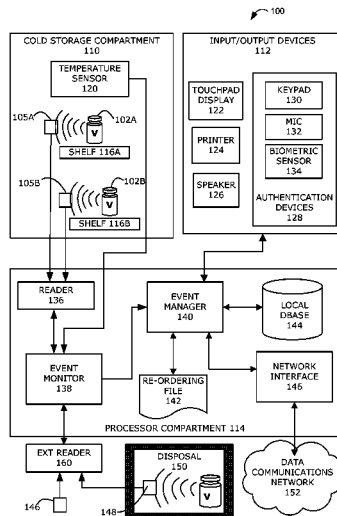 100
COLD STORAGE COMPARTMENT
110
TEMPERATURE
SENSOR
120
105A
102A
V
SHELF 116A
105B
102B
V
SHELF 116B
INPUT/OUTPUT DEVICES
112
TOUCHPAD
DISPLAY
122
PRINTER
124
SPEAKER
126
KEYPAD
130
MIC
132
BIOMETRIC
SENSOR
134
AUTHENTICATION
DEVICES
128
READER
136
EVENT
MANAGER
140
LOCAL
DBASE
144
EVENT
MONITOR
138
RE-ORDERING
FILE
142
NETWORK
INTERFACE
146
PROCESSOR COMPARTMENT 114
EXT READER
160
DISPOSAL
150
V
148
146
DATA
COMMUNICATIONS
NETWORK
152